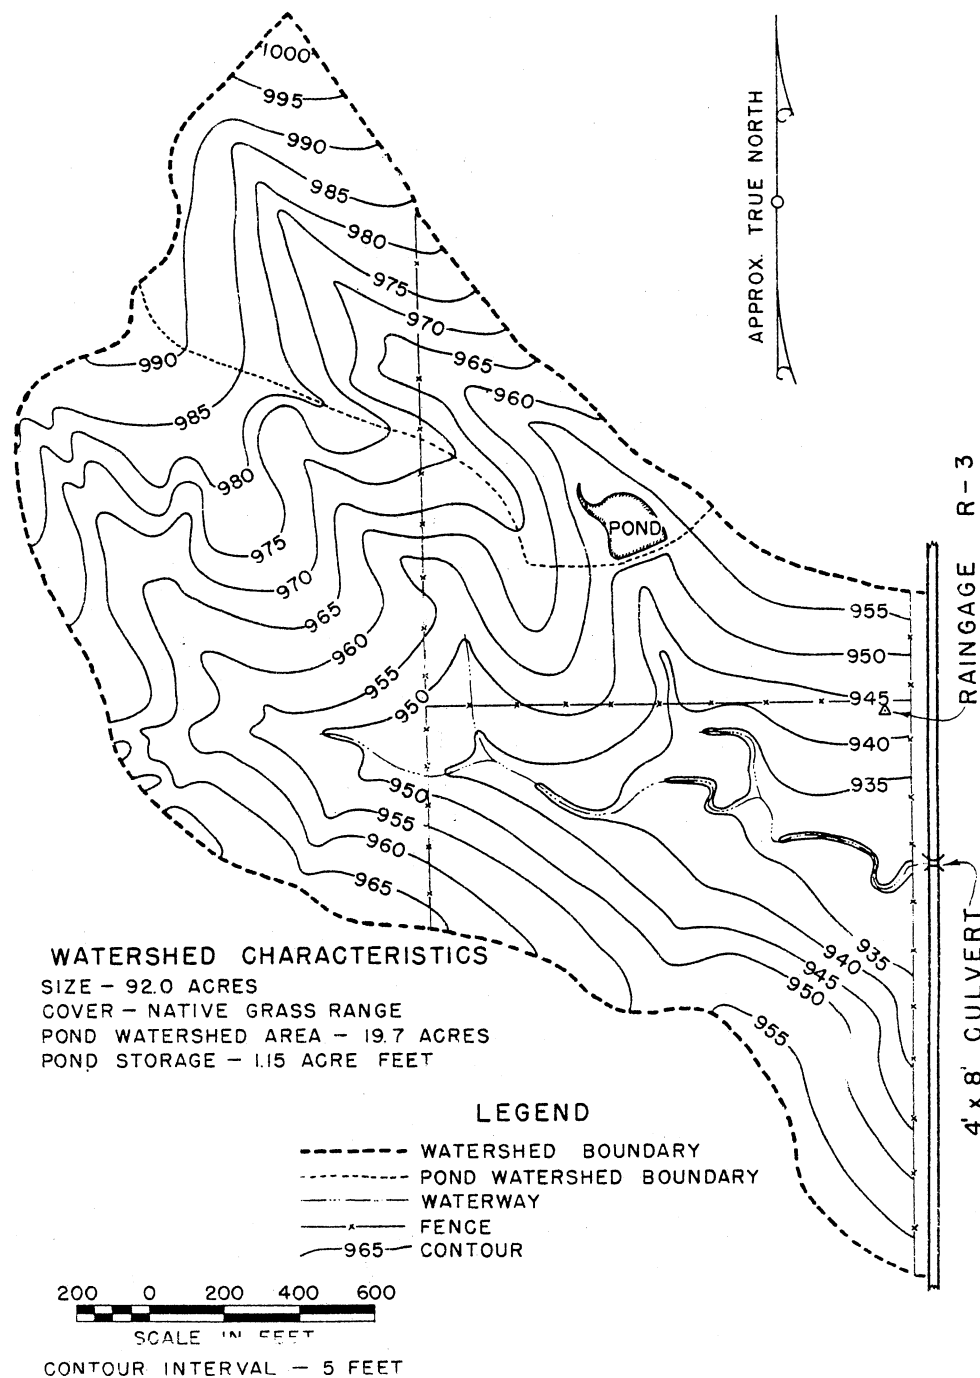 1000
995
990
985
980
975
970
965
960
990
985
980
975
970
965
960
955
950
POND
955
950
945
940
935
950
955
960
965
935
940
945
950
955
APPROX. TRUE NORTH
RAINGAGE R-3
4' x 8' CULVERT
WATERSHED CHARACTERISTICS
SIZE – 92.0 ACRES
COVER – NATIVE GRASS RANGE
POND WATERSHED AREA – 19.7 ACRES
POND STORAGE – 1.15 ACRE FEET
LEGEND
WATERSHED BOUNDARY
POND WATERSHED BOUNDARY
WATERWAY
FENCE
965 CONTOUR
200 0 200 400 600
SCALE IN FEET
CONTOUR INTERVAL – 5 FEET